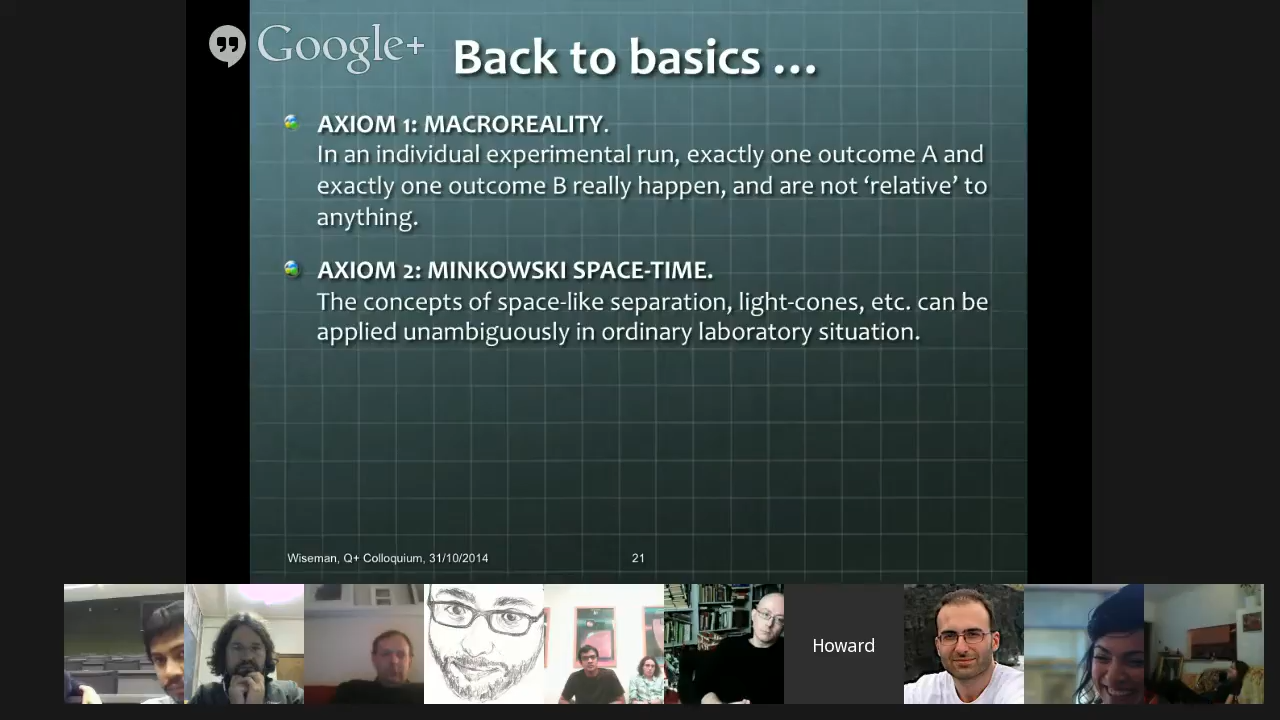 Google+
Back to basics ...
AXIOM 1: MACROREALITY.
In an individual experimental run, exactly one outcome A and
exactly one outcome B really happen, and are not ‘relative’ to
anything.
AXIOM 2: MINKOWSKI SPACE-TIME.
The concepts of space-like separation, light-cones, etc. can be
applied unambiguously in ordinary laboratory situation.
Wiseman, Q+ Colloquium, 31/10/2014
21
Howard